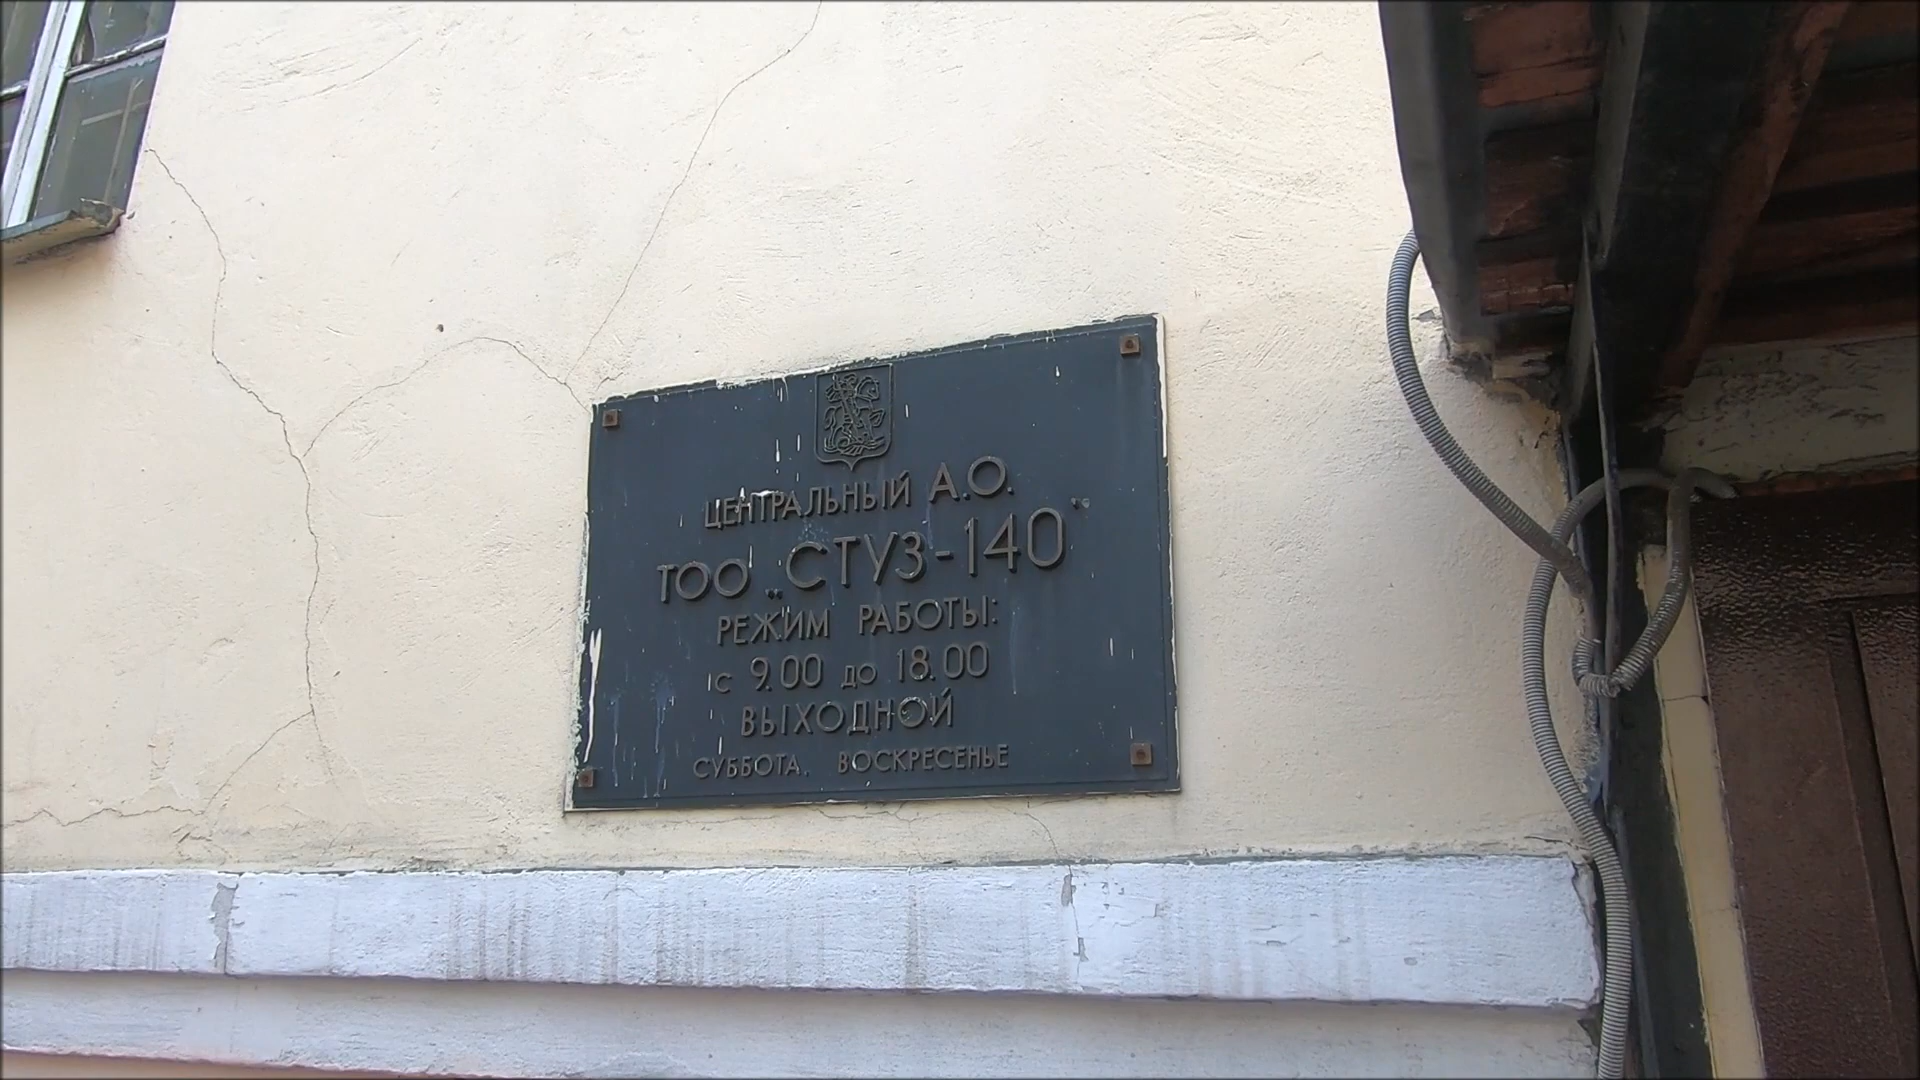 ЦЕНТРАЛЬНЫЙ А.О.
ТОО „СТУЗ-140"
РЕЖИМ РАБОТЫ:
с 9.00 до 18.00
ВЫХОДНОЙ
СУББОТА, ВОСКРЕСЕНЬЕ